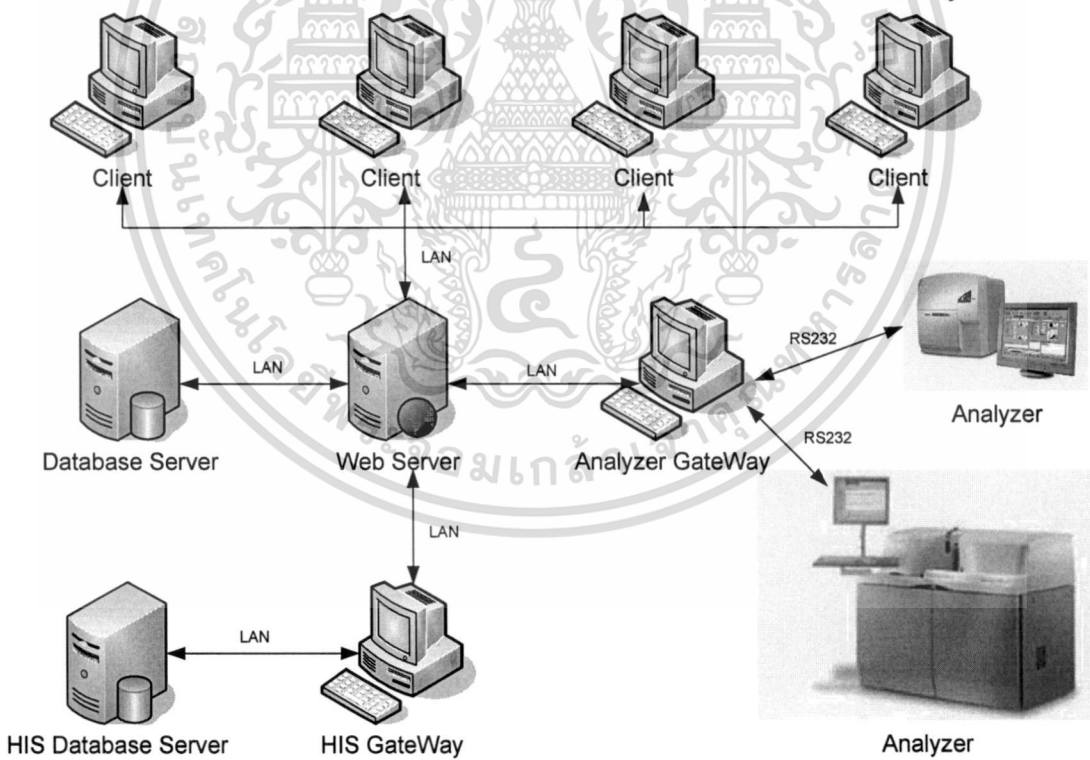 Client Client Client Client
LAN
LAN LAN RS232
Analyzer
RS232
Database Server Web Server Analyzer GateWay
LAN
LAN
HIS Database Server HIS GateWay Analyzer